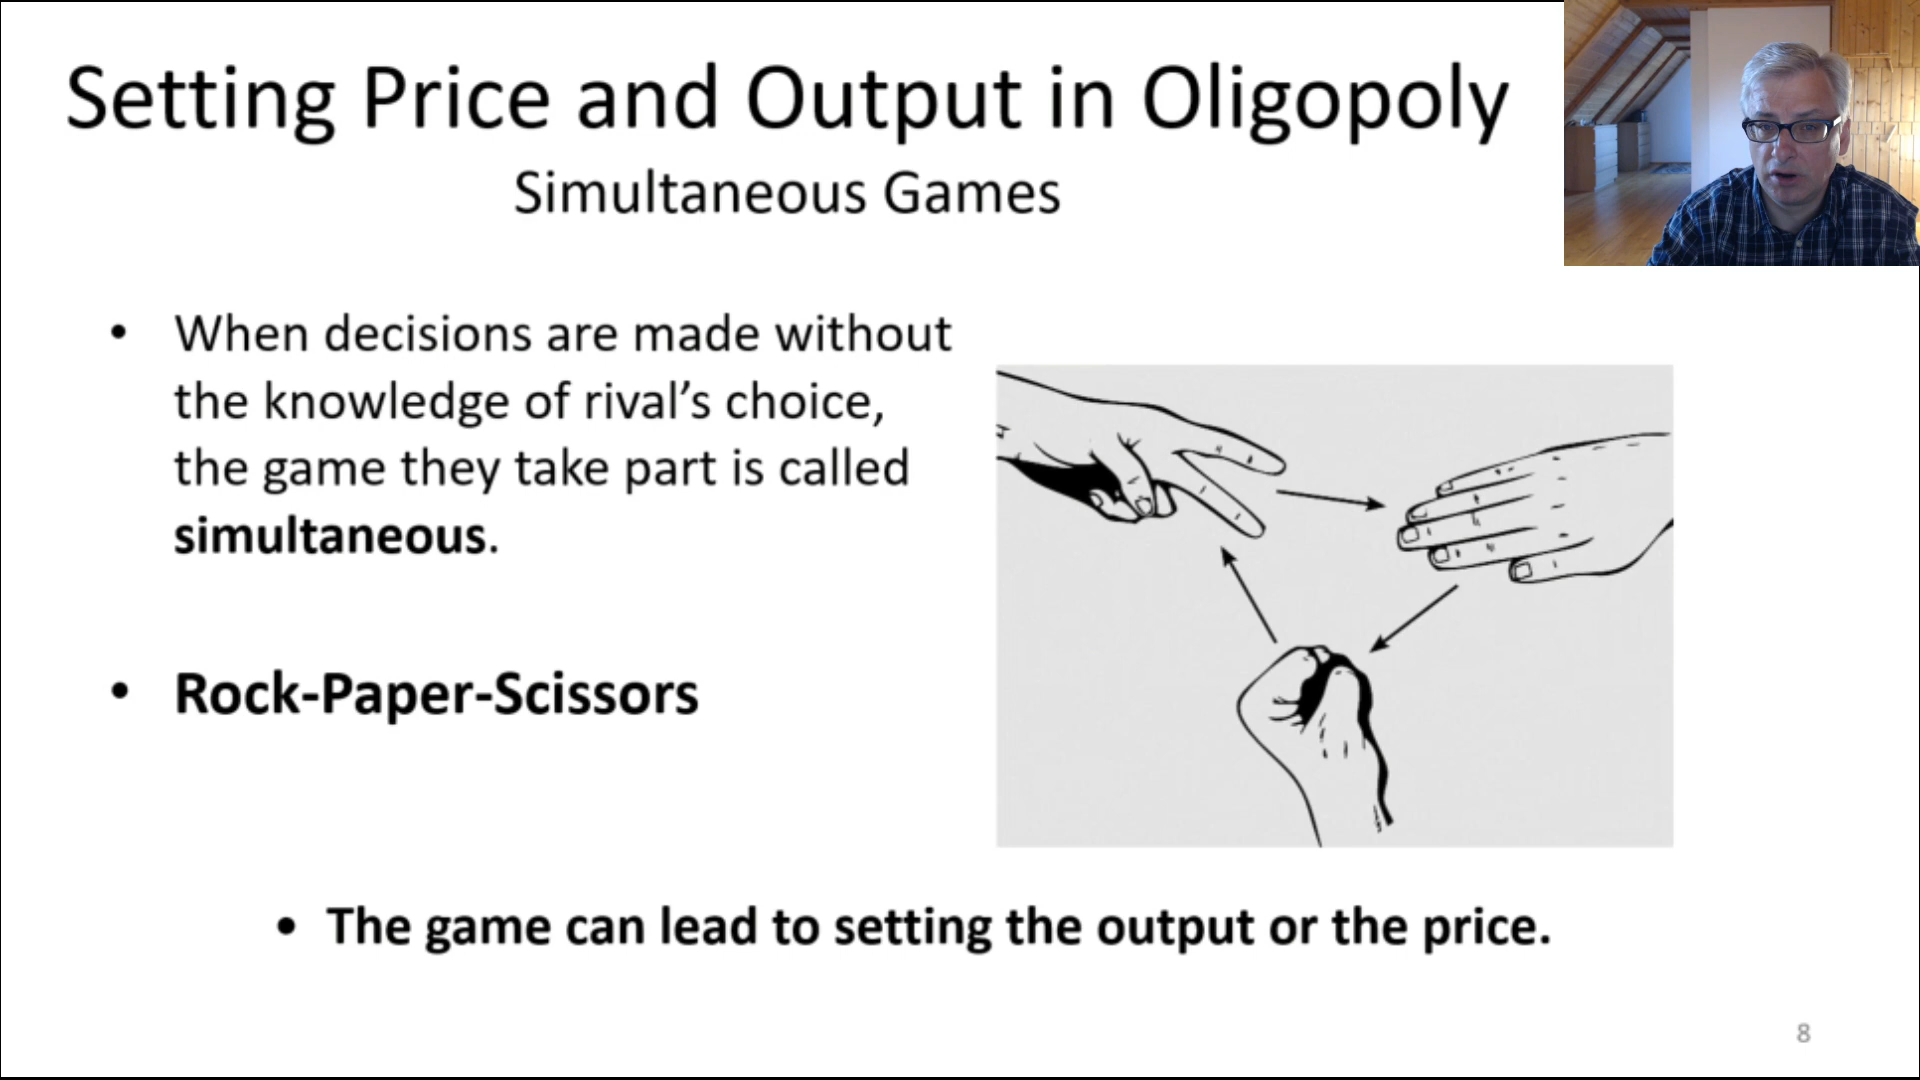 Setting Price and Output in Oligopoly
Simultaneous Games
• When decisions are made without
the knowledge of rival’s choice,
the game they take part is called
simultaneous.
• Rock-Paper-Scissors
• The game can lead to setting the output or the price.
8